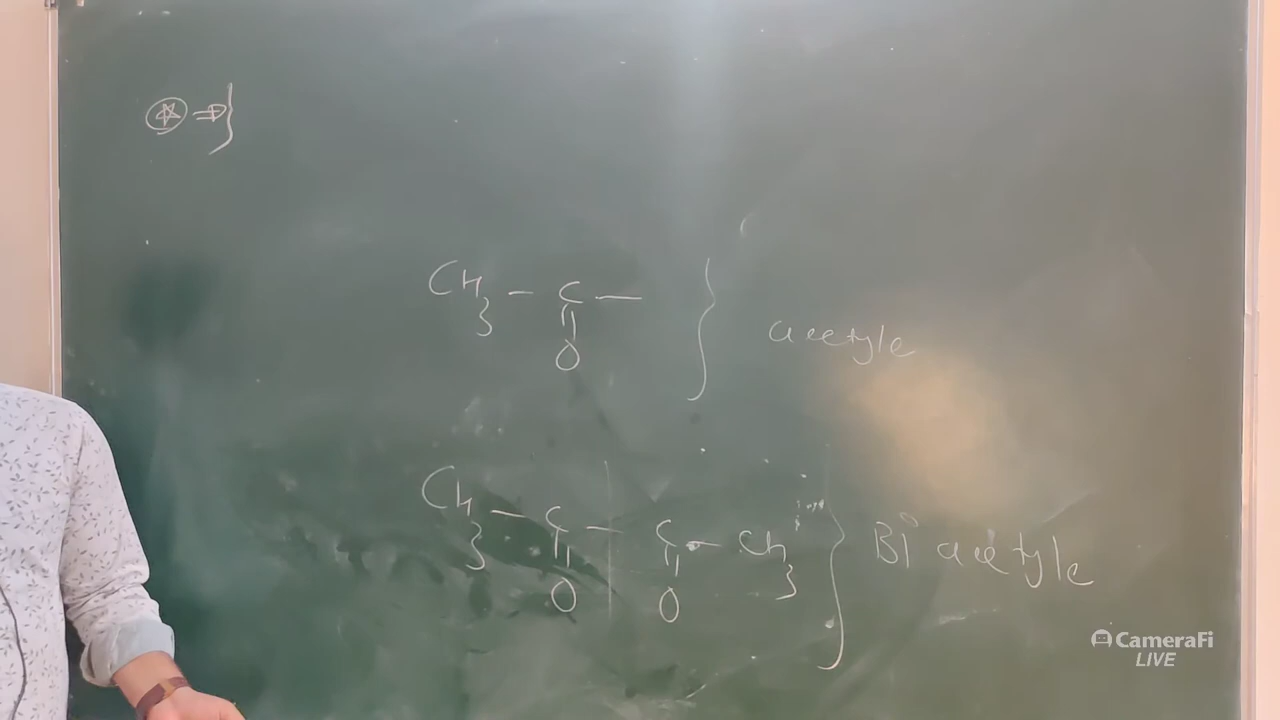 CH3 - C -
O
acetyle
CH3 - C - C - CH3
O O
Bi acetyle
CameraFi
LIVE